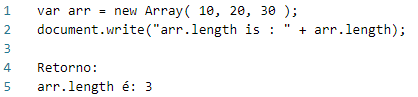 1 var arr = new Array( 10, 20, 30 );
2 document.write("arr.length is : " + arr.length);
3
4 Retorno:
5 arr.length é: 3